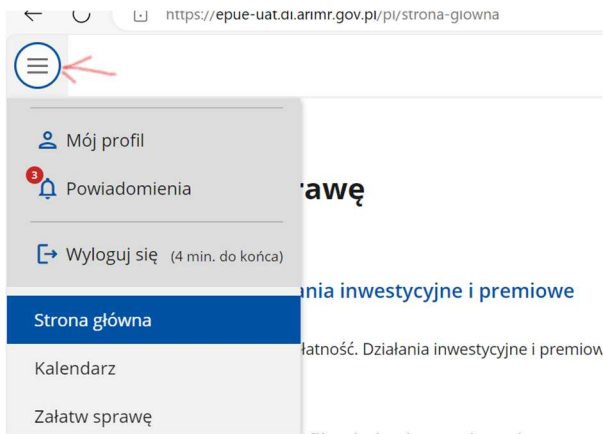 https://epue-uat.di.arimr.gov.pl/pl/strona-glowna
Mój profil
3
Powiadomienia
rawę
Wyloguj się (4 min. do końca)
ania inwestycyjne i premiowe
Strona główna
łatność. Działania inwestycyjne i premiow
Kalendarz
Załatw sprawę